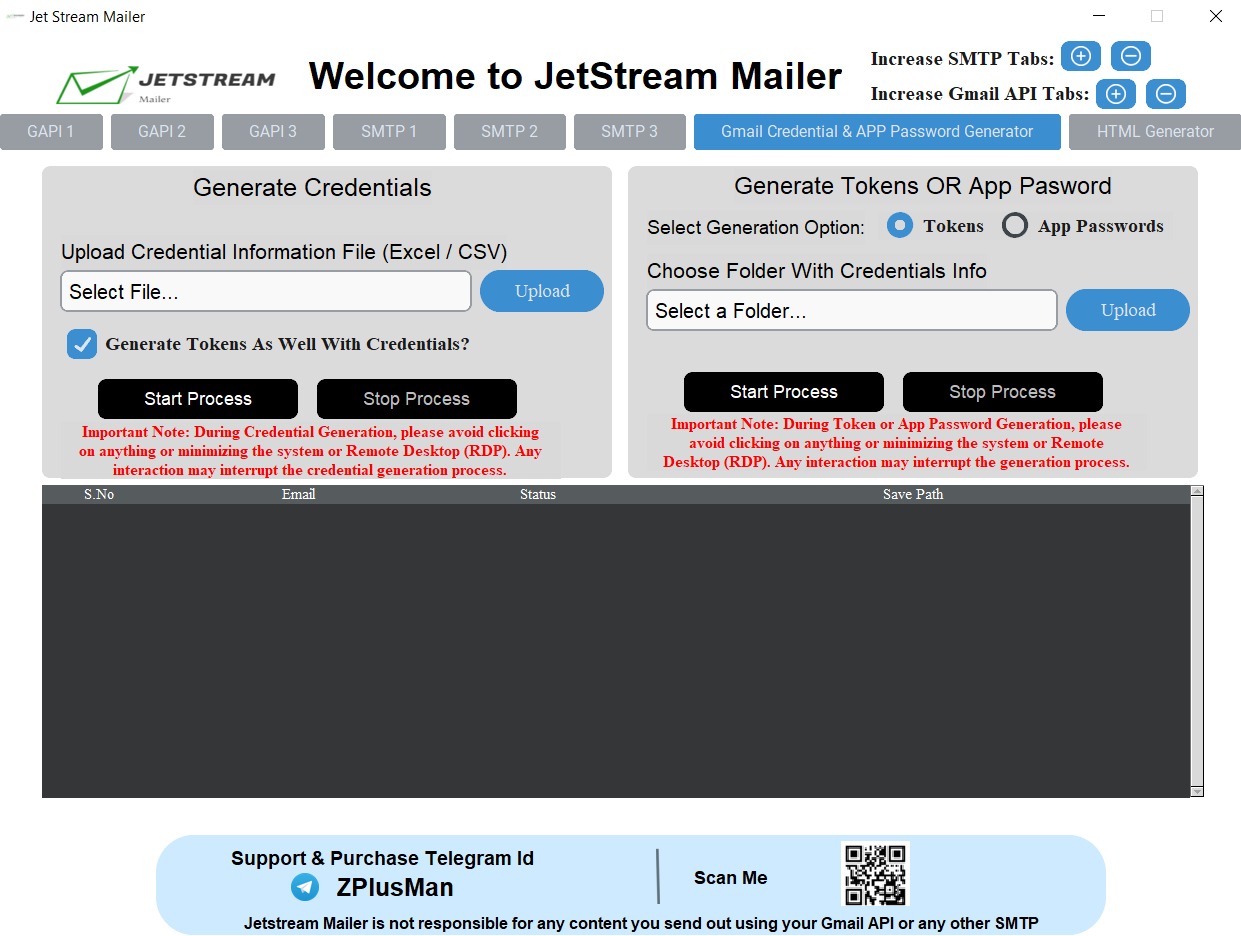 Jet Stream Mailer
JETSTREAM
Mailer
Welcome to JetStream Mailer
Increase SMTP Tabs:
Increase Gmail API Tabs:
GAPI 1
GAPI 2
GAPI 3
SMTP 1
SMTP 2
SMTP 3
Gmail Credential & APP Password Generator
HTML Generator
Generate Credentials
Upload Credential Information File (Excel / CSV)
Select File...
Upload
Generate Tokens As Well With Credentials?
Start Process
Stop Process
Important Note: During Credential Generation, please avoid clicking
on anything or minimizing the system or Remote Desktop (RDP). Any
interaction may interrupt the credential generation process.
Generate Tokens OR App Pasword
Select Generation Option:
Tokens
App Passwords
Choose Folder With Credentials Info
Select a Folder...
Upload
Start Process
Stop Process
Important Note: During Token or App Password Generation, please
avoid clicking on anything or minimizing the system or Remote
Desktop (RDP). Any interaction may interrupt the generation process.
S.No
Email
Status
Save Path
Support & Purchase Telegram Id
ZPlusMan
Scan Me
Jetstream Mailer is not responsible for any content you send out using your Gmail API or any other SMTP